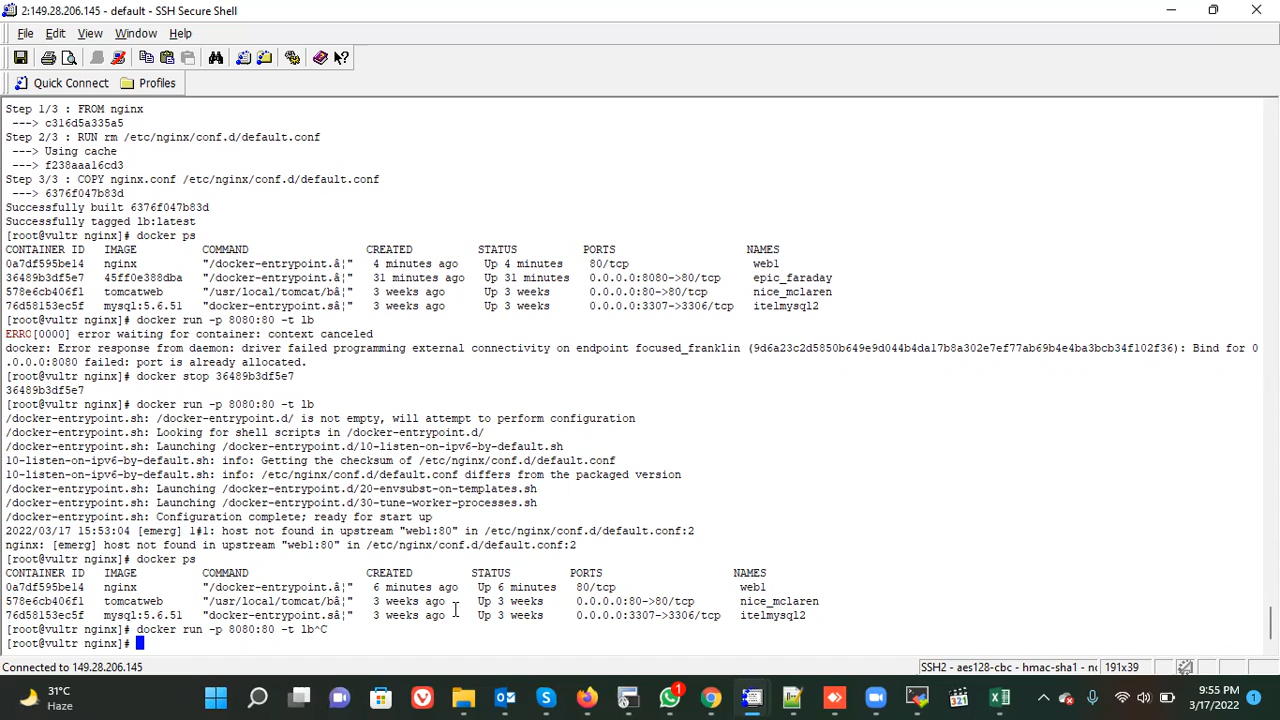 2:149.28.206.145 - default - SSH Secure Shell
File Edit View Window Help
Quick Connect Profiles
Step 1/3 : FROM nginx
---> c316d5a335a5
Step 2/3 : RUN rm /etc/nginx/conf.d/default.conf
---> Using cache
---> f238aaa16cd3
Step 3/3 : COPY nginx.conf /etc/nginx/conf.d/default.conf
---> 6376f047b83d
Successfully built 6376f047b83d
Successfully tagged lb:latest
[root@vultr nginx]# docker ps
CONTAINER ID IMAGE COMMAND CREATED STATUS PORTS NAMES
0a7df595be14 nginx "/docker-entrypoint.â¦" 4 minutes ago Up 4 minutes 80/tcp web1
36489b3df5e7 45ff0e388dba "/docker-entrypoint.â¦" 31 minutes ago Up 31 minutes 0.0.0.0:8080->80/tcp epic_faraday
578e6cb406f1 tomcatweb "/usr/local/tomcat/bâ¦" 3 weeks ago Up 3 weeks 0.0.0.0:80->80/tcp nice_mclaren
76d58153ec5f mysql:5.6.51 "docker-entrypoint.sâ¦" 3 weeks ago Up 3 weeks 0.0.0.0:3307->3306/tcp itelmysql2
[root@vultr nginx]# docker run -p 8080:80 -t lb
ERRO[0000] error waiting for container: context canceled
docker: Error response from daemon: driver failed programming external connectivity on endpoint focused_franklin (9d6a23c2d5850b649e9d044b4da17b8a302e7ef77ab69b4e4ba3bcb34f102f36): Bind for 0
.0.0.0:8080 failed: port is already allocated.
[root@vultr nginx]# docker stop 36489b3df5e7
36489b3df5e7
[root@vultr nginx]# docker run -p 8080:80 -t lb
/docker-entrypoint.sh: /docker-entrypoint.d/ is not empty, will attempt to perform configuration
/docker-entrypoint.sh: Looking for shell scripts in /docker-entrypoint.d/
/docker-entrypoint.sh: Launching /docker-entrypoint.d/10-listen-on-ipv6-by-default.sh
10-listen-on-ipv6-by-default.sh: info: Getting the checksum of /etc/nginx/conf.d/default.conf
10-listen-on-ipv6-by-default.sh: info: /etc/nginx/conf.d/default.conf differs from the packaged version
/docker-entrypoint.sh: Launching /docker-entrypoint.d/20-envsubst-on-templates.sh
/docker-entrypoint.sh: Launching /docker-entrypoint.d/30-tune-worker-processes.sh
/docker-entrypoint.sh: Configuration complete; ready for start up
2022/03/17 15:53:04 [emerg] 1#1: host not found in upstream "web1:80" in /etc/nginx/conf.d/default.conf:2
nginx: [emerg] host not found in upstream "web1:80" in /etc/nginx/conf.d/default.conf:2
[root@vultr nginx]# docker ps
CONTAINER ID IMAGE COMMAND CREATED STATUS PORTS NAMES
0a7df595be14 nginx "/docker-entrypoint.â¦" 6 minutes ago Up 6 minutes 80/tcp web1
578e6cb406f1 tomcatweb "/usr/local/tomcat/bâ¦" 3 weeks ago Up 3 weeks 0.0.0.0:80->80/tcp nice_mclaren
76d58153ec5f mysql:5.6.51 "docker-entrypoint.sâ¦" 3 weeks ago Up 3 weeks 0.0.0.0:3307->3306/tcp itelmysql2
[root@vultr nginx]# docker run -p 8080:80 -t lb^C
[root@vultr nginx]#
Connected to 149.28.206.145 SSH2 - aes128-cbc - hmac-sha1 - nc 191x39
31°C
Haze
1
321
9:55 PM
3/17/2022
1